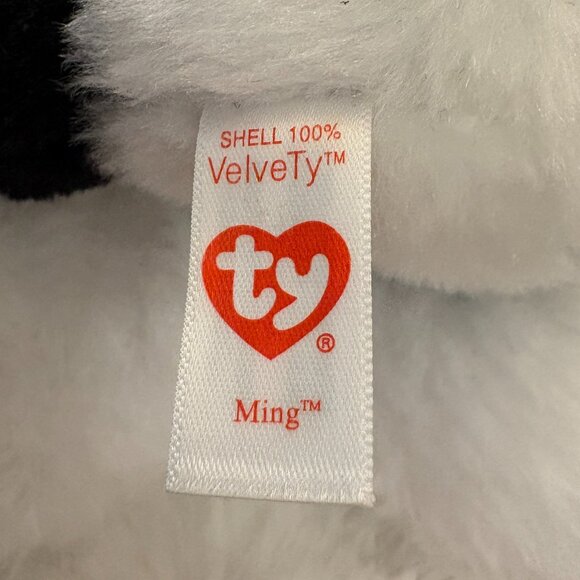 SHELL 100%
VelveTy™
ty
®
Ming™